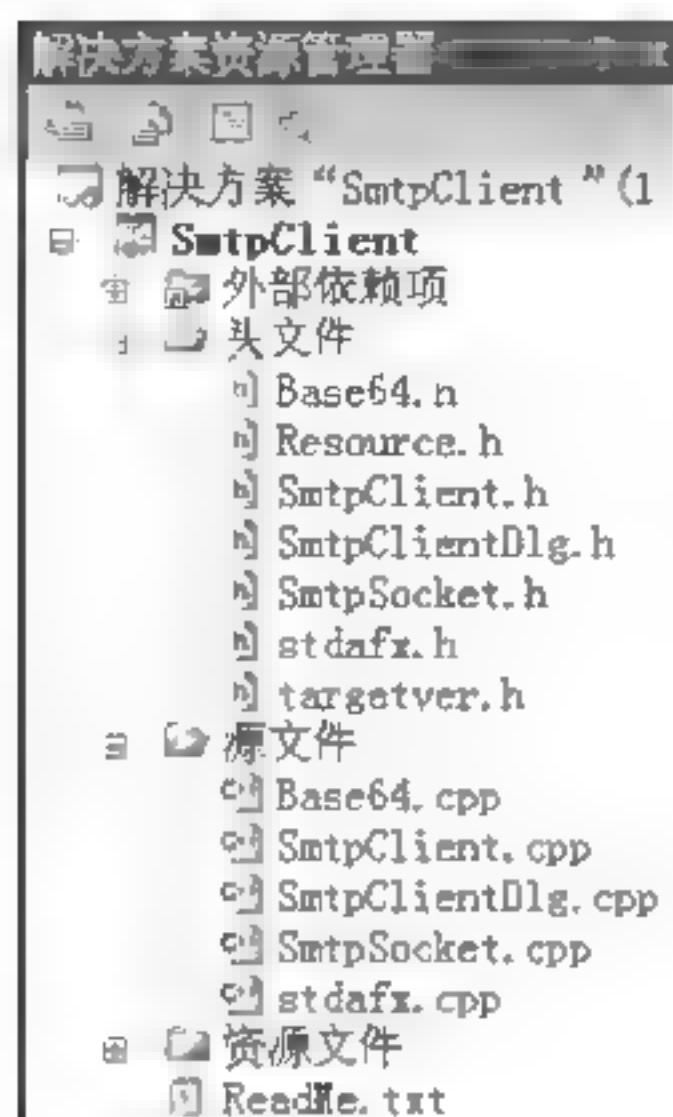 解决方案资源管理器
解决方案“SmtpClient”(1
SmtpClient
外部依赖项
头文件
Base64.h
Resource.h
SmtpClient.h
SmtpClientDlg.h
SmtpSocket.h
stdafx.h
targetver.h
源文件
Base64.cpp
SmtpClient.cpp
SmtpClientDlg.cpp
SmtpSocket.cpp
stdafx.cpp
资源文件
ReadMe.txt